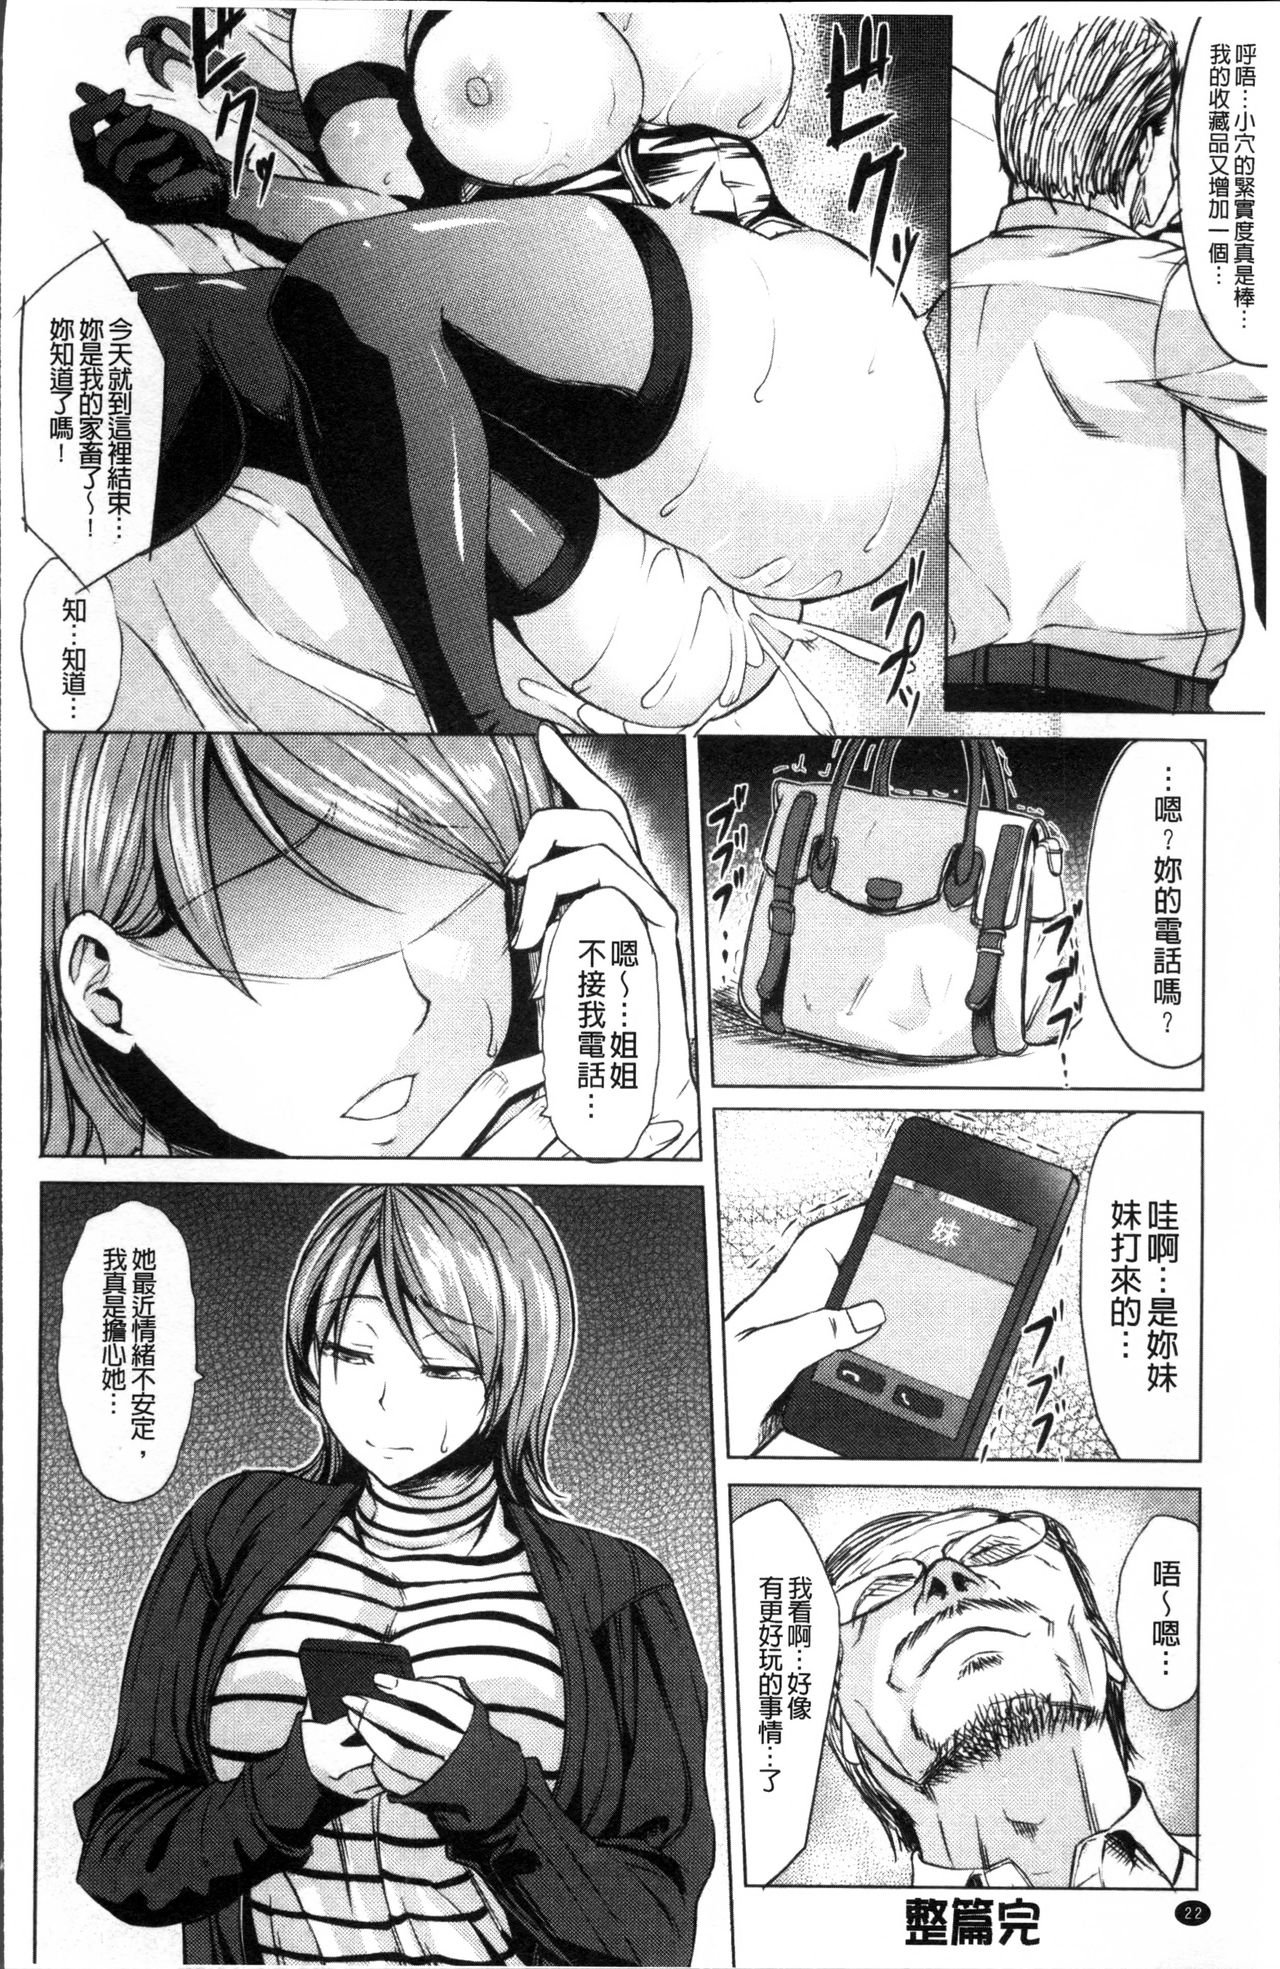 呼唔…小穴的緊實度真是棒…
我的收藏品又增加一個…
今天就到這裡結束…
妳是我的家畜了～!
妳知道了嗎!
知…知道…
…嗯?妳的電話嗎?
哇啊…是妳妹
妹打來的…
妹
嗯～…姐姐
不接我電話…
唔～嗯…
我看啊…好像
有更好玩的事情…了
她最近情緒不安定，
我真是擔心她…
整篇完
22